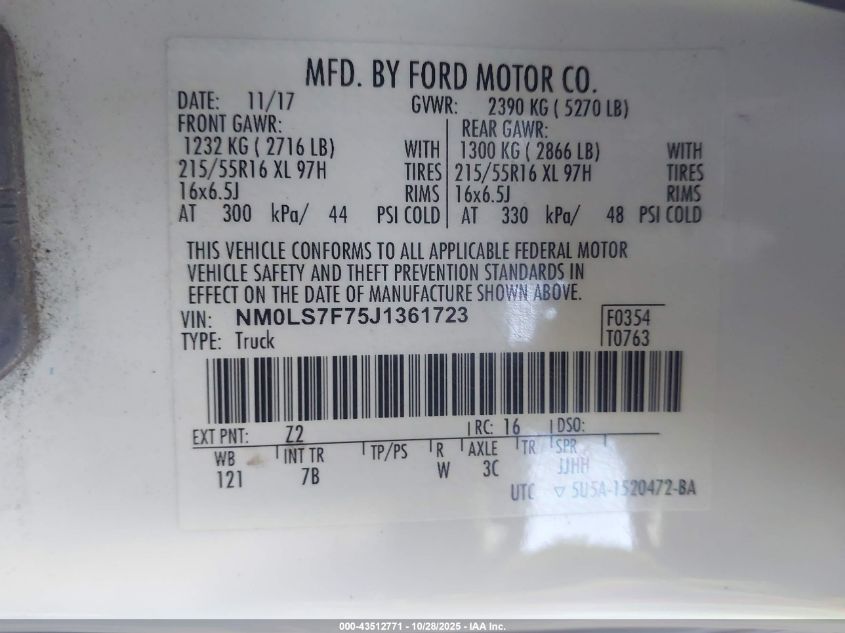 MFD. BY FORD MOTOR CO.
DATE: 11/17 GVWR: 2390 KG ( 5270 LB)
FRONT GAWR: REAR GAWR:
1232 KG ( 2716 LB) WITH 1300 KG ( 2866 LB) WITH
215/55R16 XL 97H TIRES 215/55R16 XL 97H TIRES
16x6.5J RIMS 16x6.5J RIMS
AT 300 kPa/ 44 PSI COLD AT 330 kPa/ 48 PSI COLD
THIS VEHICLE CONFORMS TO ALL APPLICABLE FEDERAL MOTOR
VEHICLE SAFETY AND THEFT PREVENTION STANDARDS IN
EFFECT ON THE DATE OF MANUFACTURE SHOWN ABOVE.
VIN: NM0LS7F75J1361723 F0354
TYPE: Truck T0763
EXT PNT: Z2 RC: 16 DSO:
WB INT TR TP/PS R AXLE TR SPR
121 7B W 3C JJHH
UTC ▽ 5U5A-1520472-BA
000-43512771 - 10/28/2025 - IAA Inc.